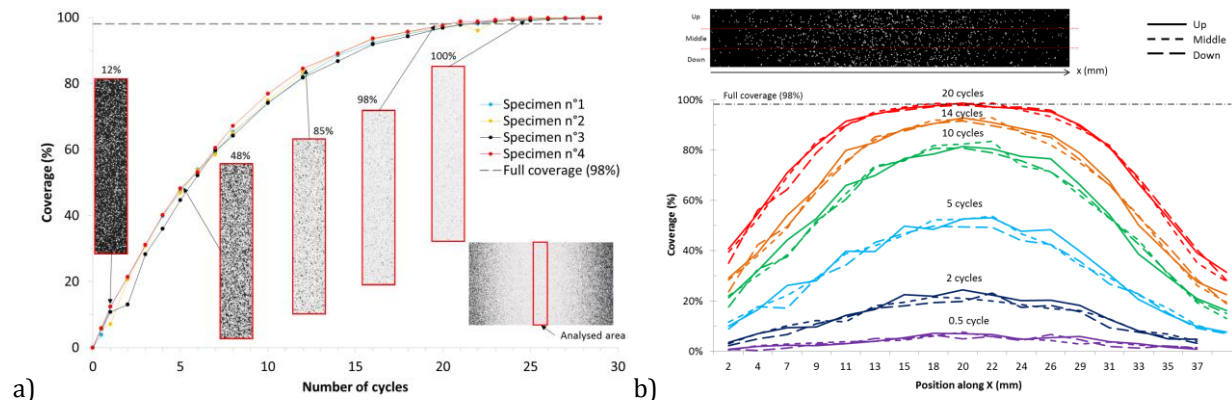 a)
100
80
60
40
20
0
Coverage (%)
0 5 10 15 20 25 30
Number of cycles
12%
48%
85%
98%
100%
Specimen n°1
Specimen n°2
Specimen n°3
Specimen n°4
Full coverage (98%)
Analysed area
b)
Up
Middle
Down
x (mm)
Up
Middle
Down
Full coverage (98%)
100%
80%
60%
40%
20%
0%
Coverage (%)
20 cycles
14 cycles
10 cycles
5 cycles
2 cycles
0.5 cycle
2 4 7 9 11 13 15 18 20 22 24 26 29 31 33 35 37
Position along X (mm)